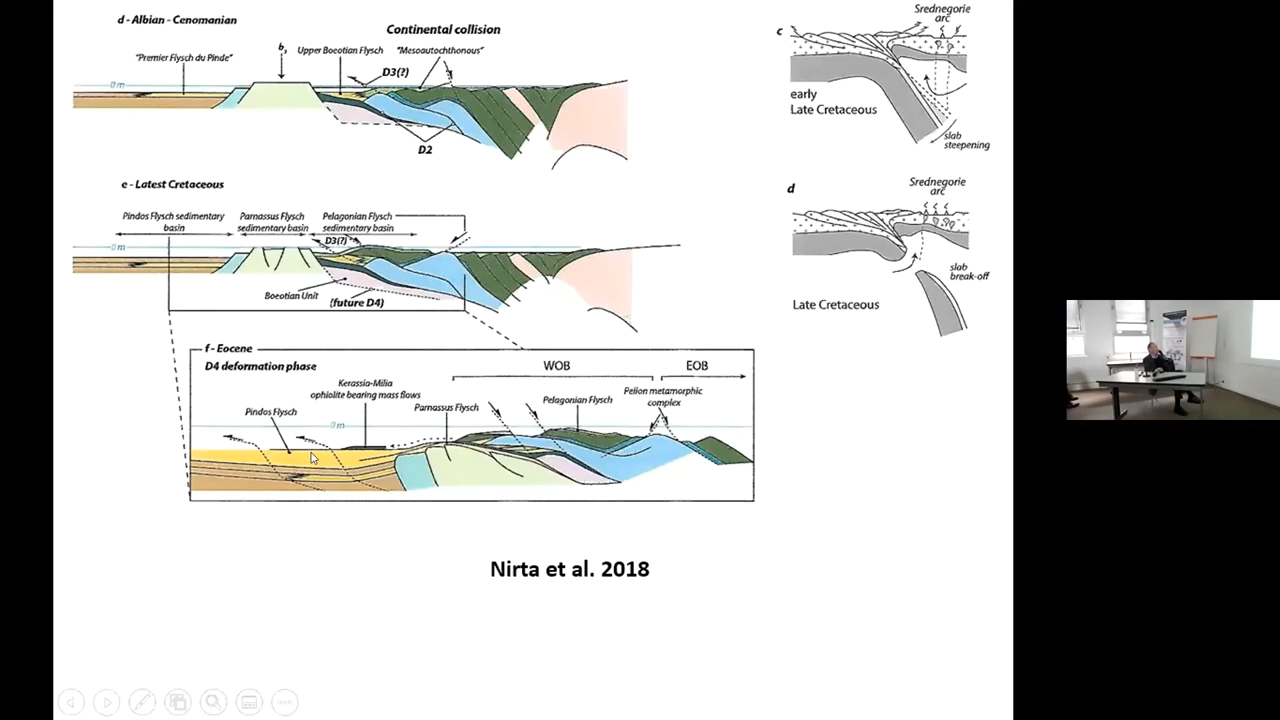 d - Albian - Cenomanian
Continental collision
"Premier Flysch du Pinde"
b,
Upper Boeotian Flysch
"Mesoautochthonous"
D3(?)
0 m
D2
e - Latest Cretaceous
Pindos Flysch sedimentary
basin
Parnassus Flysch
sedimentary basin
Pelagonian Flysch
sedimentary basin
D3(?)
0 m
Boeotian Unit
(future D4)
f - Eocene
D4 deformation phase
WOB
EOB
Kerassia-Milia
ophiolite bearing mass flows
Pindos Flysch
Parnassus Flysch
Pelagonian Flysch
Pelion metamorphic
complex
0 m
c
Srednegorie
arc
early
Late Cretaceous
slab
steepening
d
Srednegorie
arc
slab
break-off
Late Cretaceous
Nirta et al. 2018